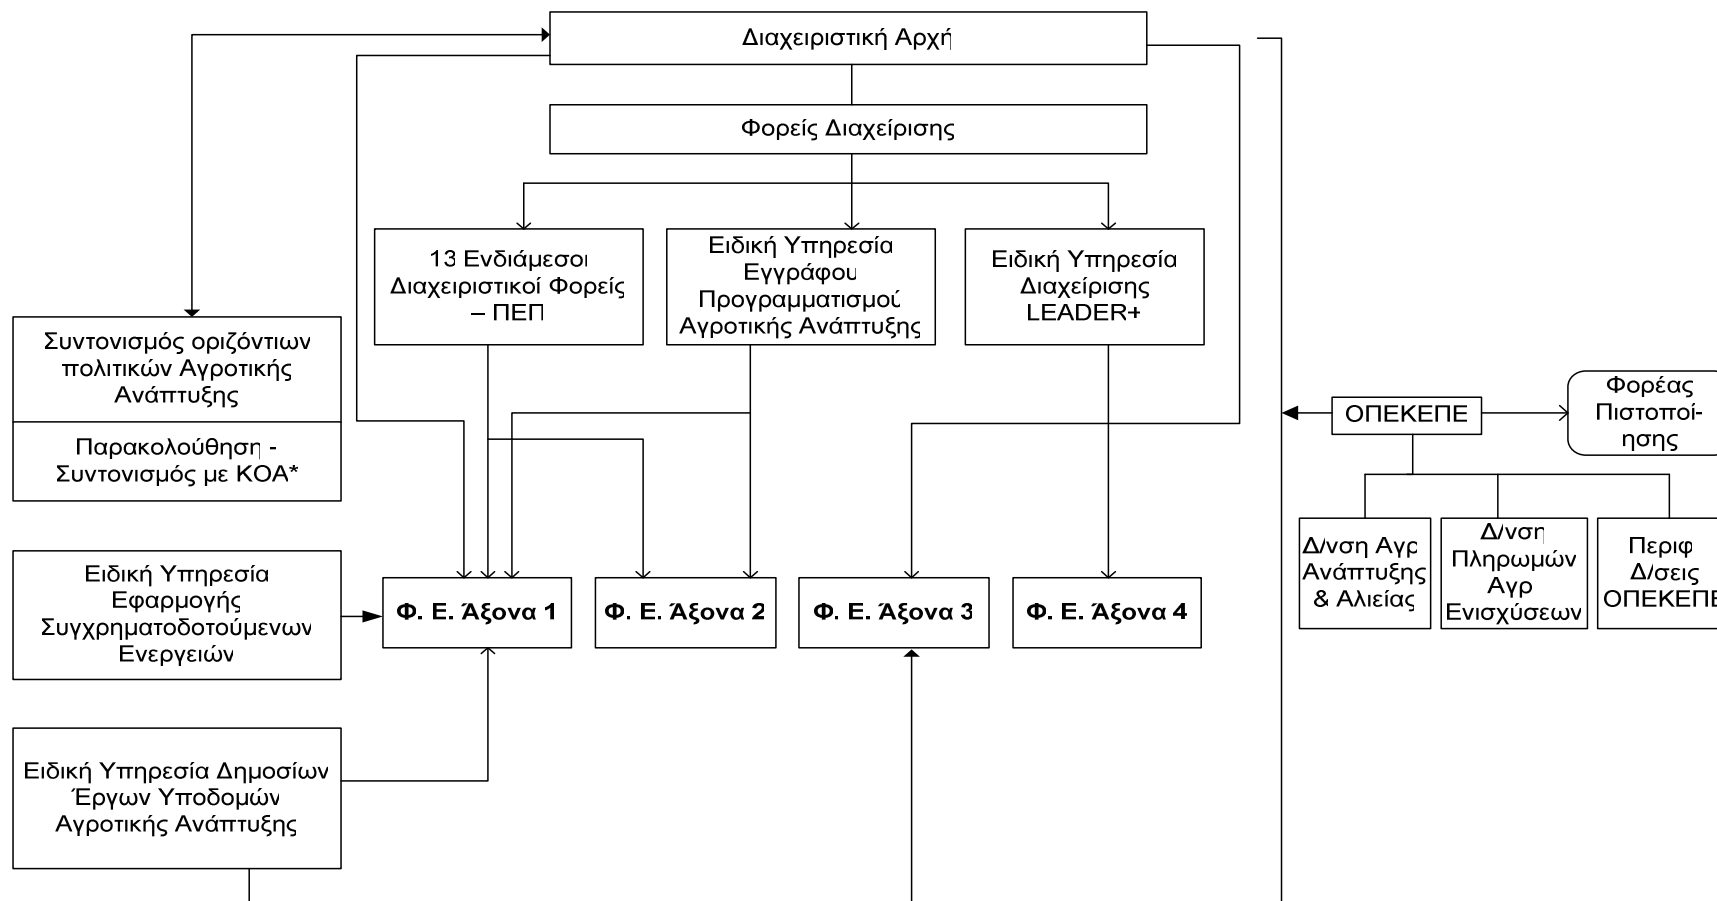 Διαχειριστική Αρχή
Φορείς Διαχείρισης
13 Ενδιάμεσοι
Διαχειριστικοί Φορείς
– ΠΕΠ
Ειδική Υπηρεσία
Εγγράφου
Προγραμματισμού
Αγροτικής Ανάπτυξης
Ειδική Υπηρεσία
Διαχείρισης
LEADER+
Συντονισμός οριζόντιων
πολιτικών Αγροτικής
Ανάπτυξης
Παρακολούθηση -
Συντονισμός με ΚΟΑ*
ΟΠΕΚΕΠΕ
Φορέας
Πιστοποί-
ησης
Δ/νση Αγρ
Ανάπτυξης
& Αλιείας
Δ/νση
Πληρωμών
Αγρ
Ενισχύσεων
Περιφ
Δ/σεις
ΟΠΕΚΕΠΕ
Ειδική Υπηρεσία
Εφαρμογής
Συγχρηματοδοτούμενων
Ενεργειών
Φ. Ε. Άξονα 1
Φ. Ε. Άξονα 2
Φ. Ε. Άξονα 3
Φ. Ε. Άξονα 4
Ειδική Υπηρεσία Δημοσίων
Έργων Υποδομών
Αγροτικής Ανάπτυξης